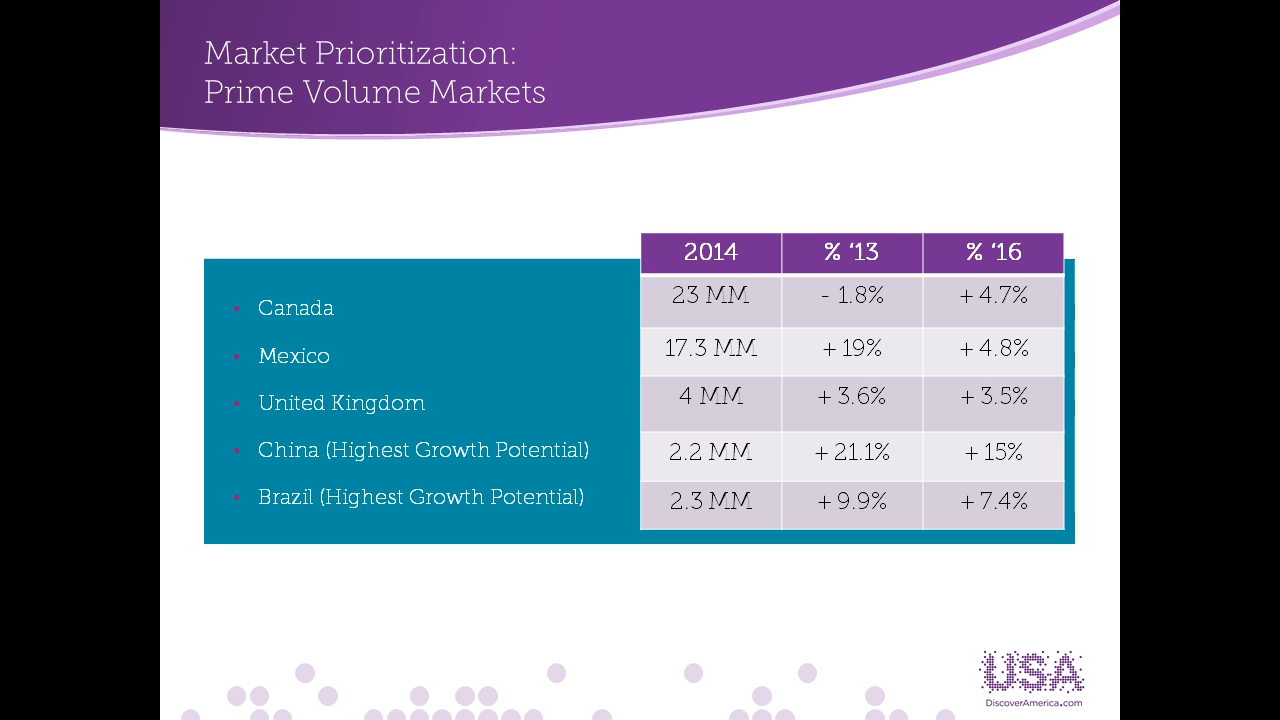 Market Prioritization:
Prime Volume Markets
2014 % ‘13 % ‘16
• Canada 23 MM - 1.8% + 4.7%
• Mexico 17.3 MM + 19% + 4.8%
• United Kingdom 4 MM + 3.6% + 3.5%
• China (Highest Growth Potential) 2.2 MM + 21.1% + 15%
• Brazil (Highest Growth Potential) 2.3 MM + 9.9% + 7.4%
USA
DiscoverAmerica.com